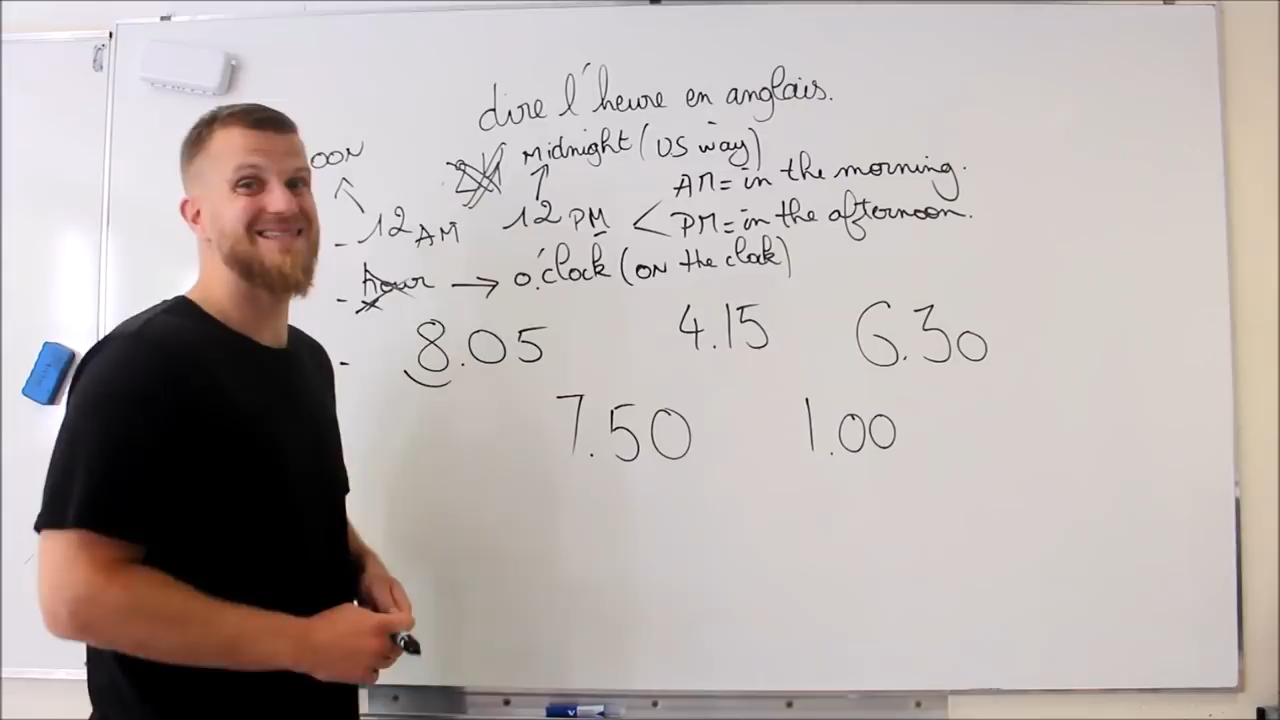 dire l'heure en anglais.
OON midnight (US way)
AM = in the morning.
- 12 AM 12 PM < PM = in the afternoon.
- hour → o'clock (on the clock)
- 8.05 4.15 6.30
7.50 1.00